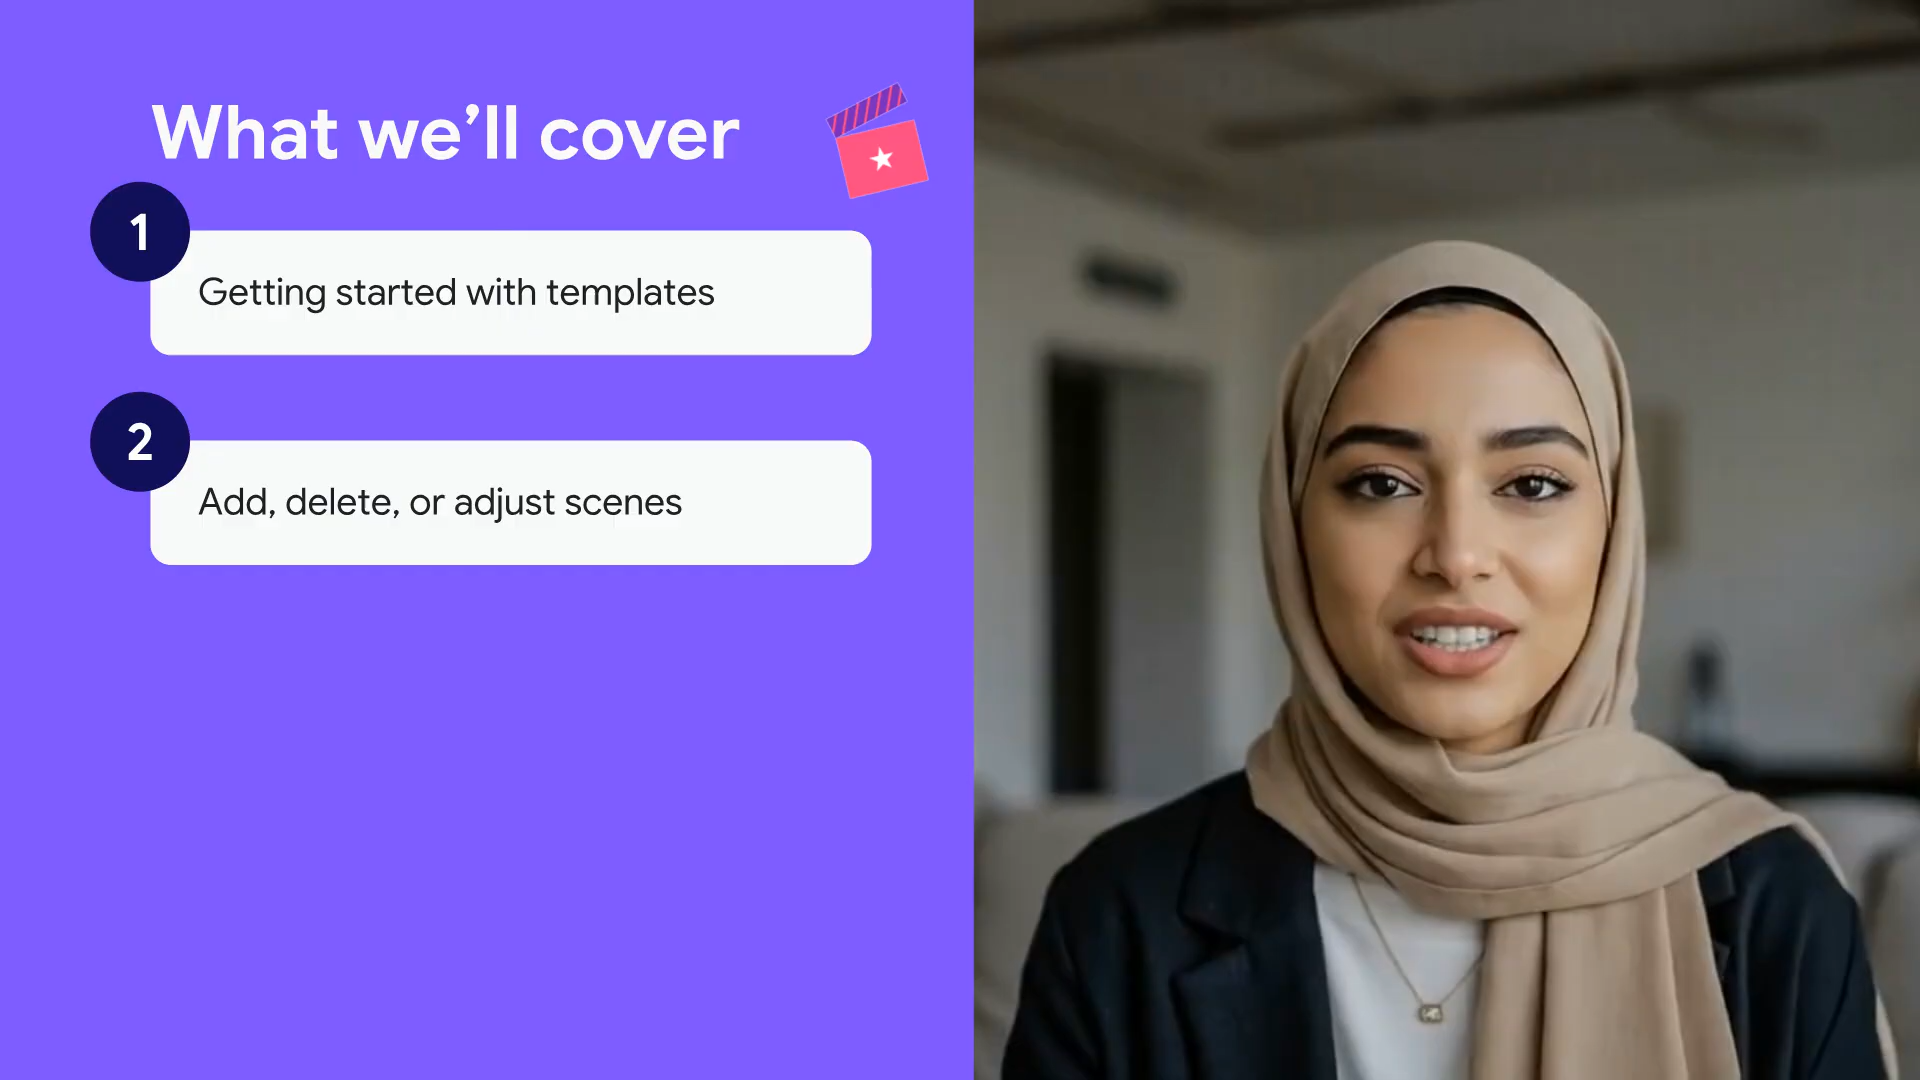 What we’ll cover
1
Getting started with templates
2
Add, delete, or adjust scenes